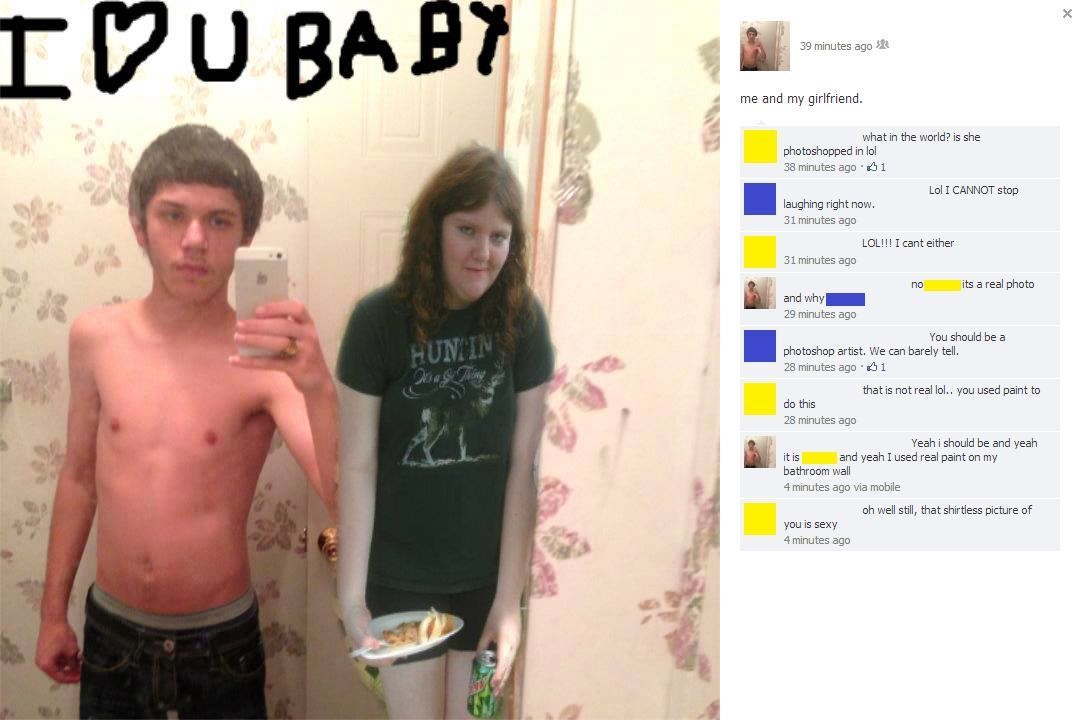 I ♡ U BABY
HUNTIN
It's a Guy Thing
39 minutes ago
me and my girlfriend.
what in the world? is she
photoshopped in lol
38 minutes ago · 1
Lol I CANNOT stop
laughing right now.
31 minutes ago
LOL!!! I cant either
31 minutes ago
no its a real photo
and why
29 minutes ago
You should be a
photoshop artist. We can barely tell.
28 minutes ago · 1
that is not real lol.. you used paint to
do this
28 minutes ago
Yeah i should be and yeah
it is and yeah I used real paint on my
bathroom wall
4 minutes ago via mobile
oh well still, that shirtless picture of
you is sexy
4 minutes ago